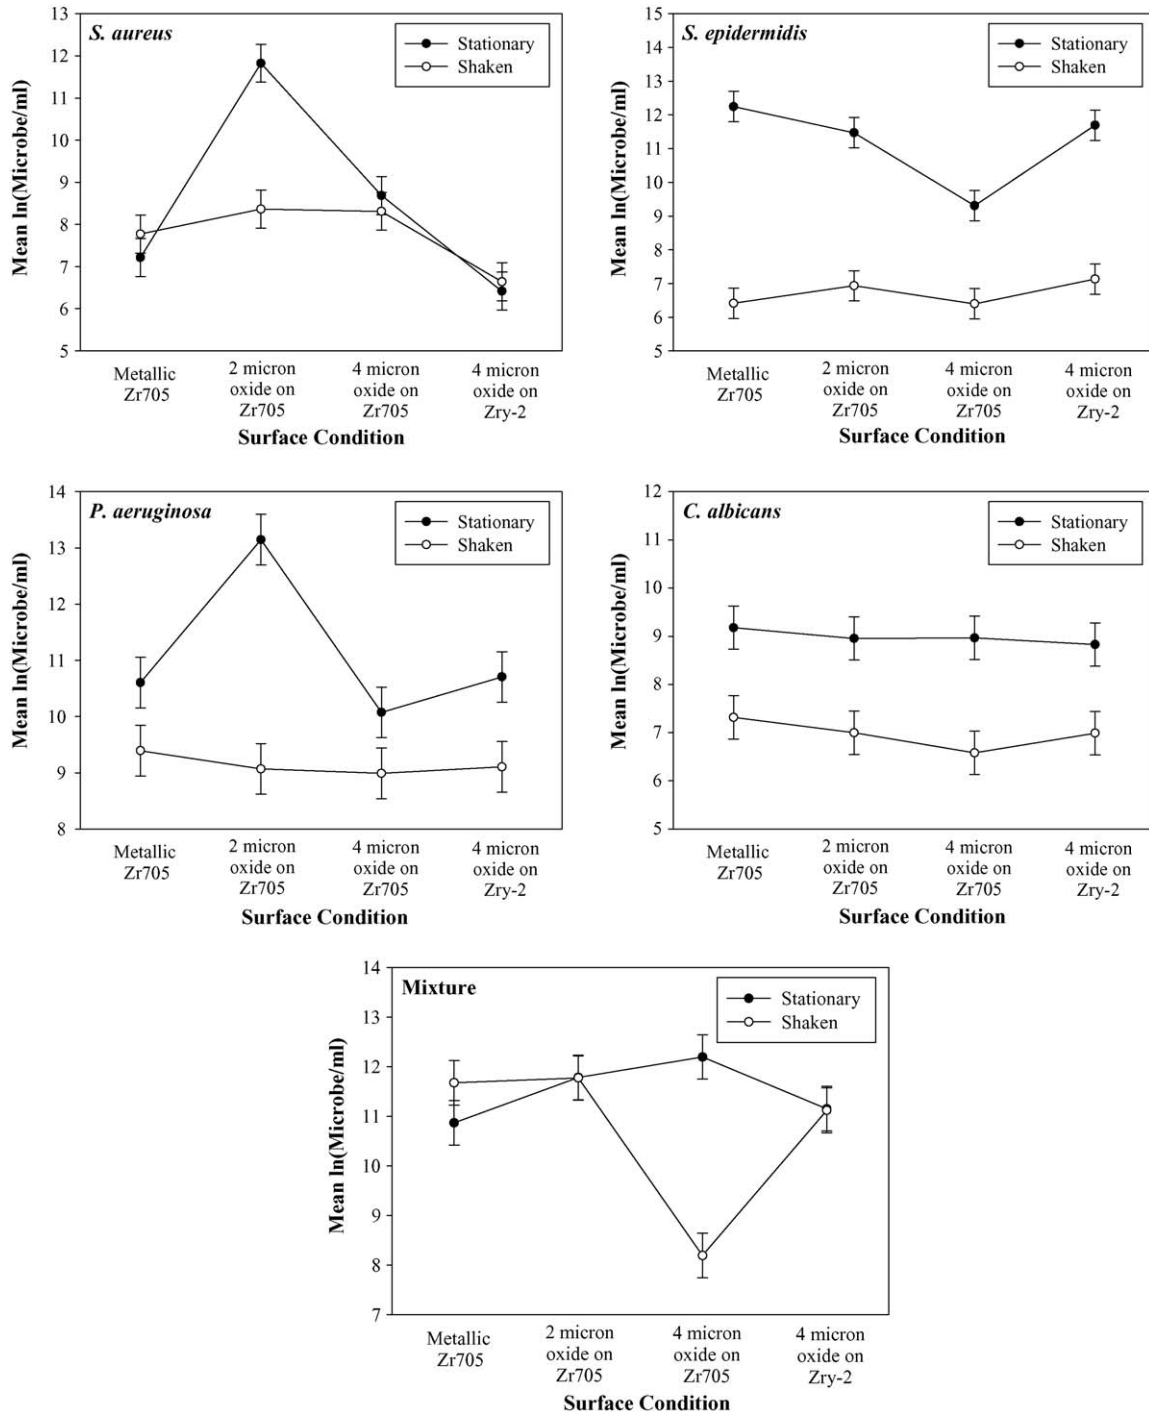 S. aureus
Stationary
Shaken
Mean ln(Microbe/ml)
13
12
11
10
9
8
7
6
5
Metallic
Zr705
2 micron
oxide on
Zr705
4 micron
oxide on
Zr705
4 micron
oxide on
Zry-2
Surface Condition
S. epidermidis
Stationary
Shaken
Mean ln(Microbe/ml)
15
14
13
12
11
10
9
8
7
6
5
Metallic
Zr705
2 micron
oxide on
Zr705
4 micron
oxide on
Zr705
4 micron
oxide on
Zry-2
Surface Condition
P. aeruginosa
Stationary
Shaken
Mean ln(Microbe/ml)
14
13
12
11
10
9
8
Metallic
Zr705
2 micron
oxide on
Zr705
4 micron
oxide on
Zr705
4 micron
oxide on
Zry-2
Surface Condition
C. albicans
Stationary
Shaken
Mean ln(Microbe/ml)
12
11
10
9
8
7
6
5
Metallic
Zr705
2 micron
oxide on
Zr705
4 micron
oxide on
Zr705
4 micron
oxide on
Zry-2
Surface Condition
Mixture
Stationary
Shaken
Mean ln(Microbe/ml)
14
13
12
11
10
9
8
7
Metallic
Zr705
2 micron
oxide on
Zr705
4 micron
oxide on
Zr705
4 micron
oxide on
Zry-2
Surface Condition